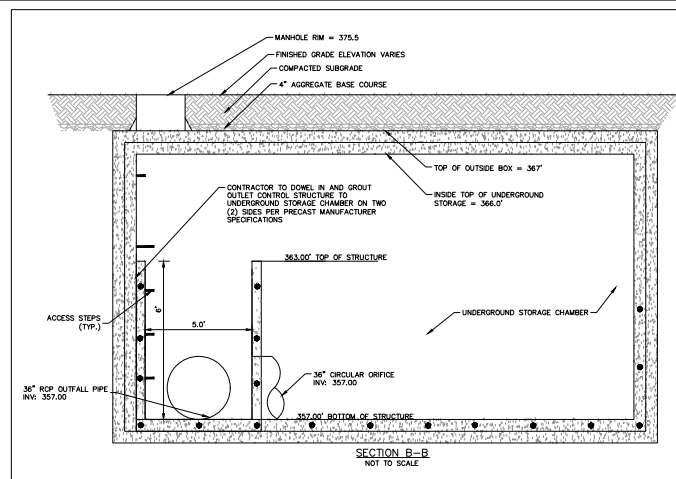 MANHOLE RIM = 375.5
FINISHED GRADE ELEVATION VARIES
COMPACTED SUBGRADE
4" AGGREGATE BASE COURSE
TOP OF OUTSIDE BOX = 367'
CONTRACTOR TO DOWEL IN AND GROUT
OUTLET CONTROL STRUCTURE TO
UNDERGROUND STORAGE CHAMBER ON TWO
(2) SIDES PER PRECAST MANUFACTURER
SPECIFICATIONS
INSIDE TOP OF UNDERGROUND
STORAGE = 366.0'
363.00' TOP OF STRUCTURE
ACCESS STEPS
(TYP.)
6'
5.0'
UNDERGROUND STORAGE CHAMBER
36" RCP OUTFALL PIPE
INV: 357.00
36" CIRCULAR ORIFICE
INV: 357.00
357.00' BOTTOM OF STRUCTURE
SECTION B-B
NOT TO SCALE